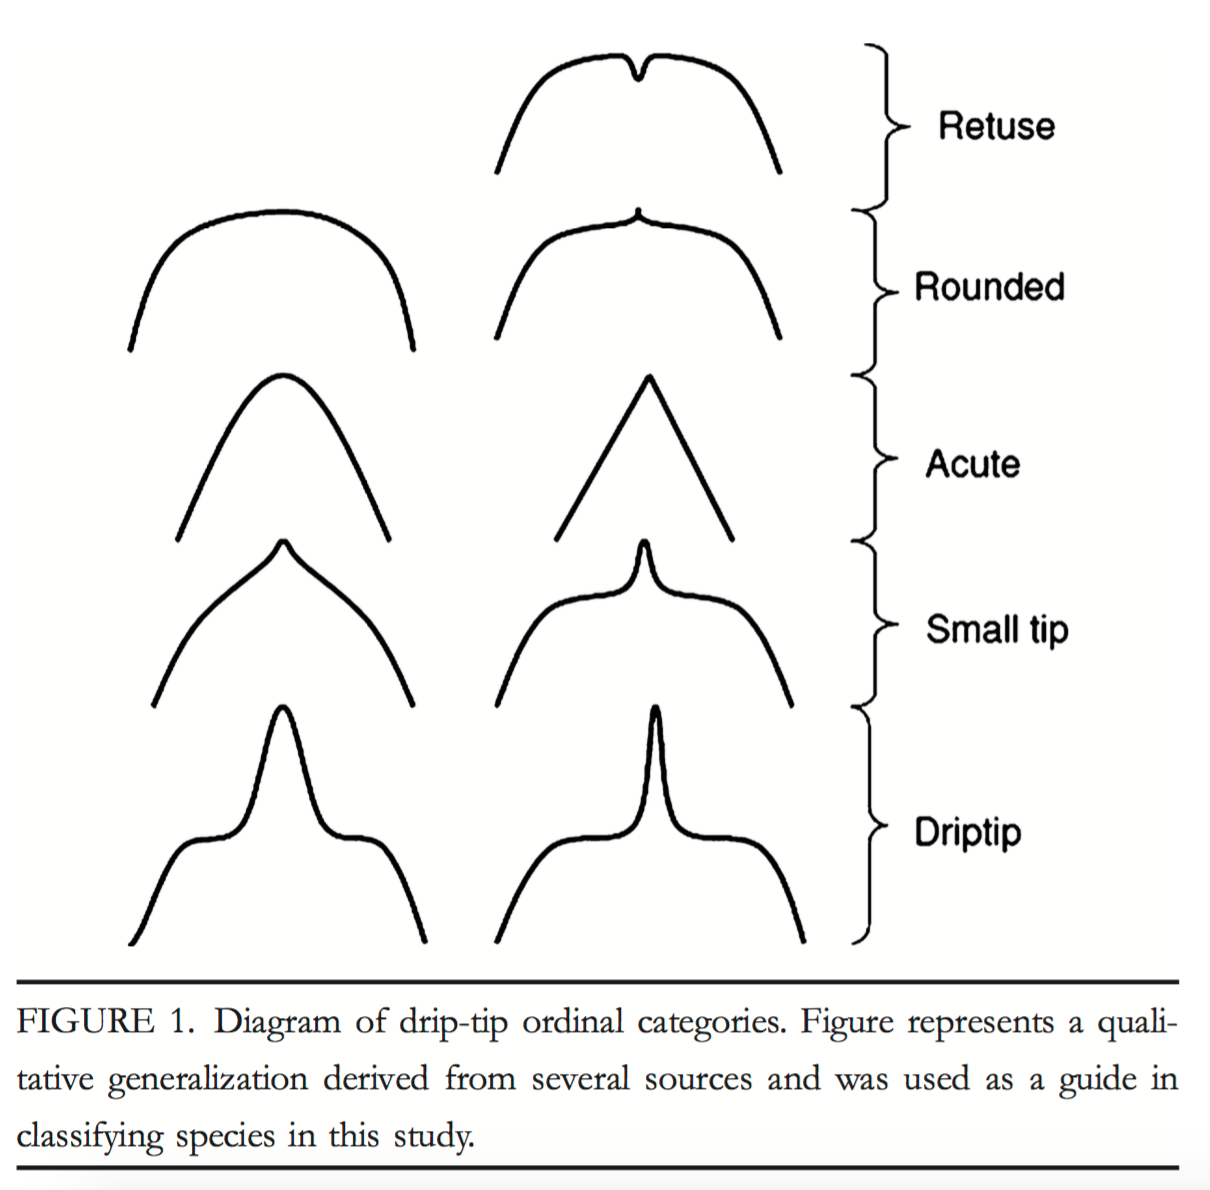 Retuse
Rounded
Acute
Small tip
Driptip
FIGURE 1. Diagram of drip-tip ordinal categories. Figure represents a quali-
tative generalization derived from several sources and was used as a guide in
classifying species in this study.